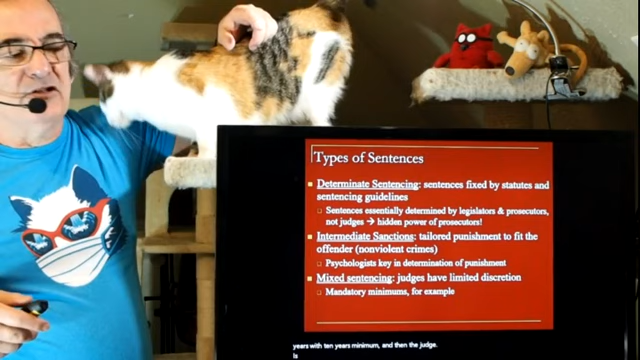 Types of Sentences
Determinate Sentencing: sentences fixed by statutes and
sentencing guidelines
Sentences essentially determined by legislators & prosecutors,
not judges → hidden power of prosecutors!
Intermediate Sanctions: tailored punishment to fit the
offender (nonviolent crimes)
Psychologists key in determination of punishment
Mixed sentencing: judges have limited discretion
Mandatory minimums, for example
years with ten years minimum, and then the judge.
Is